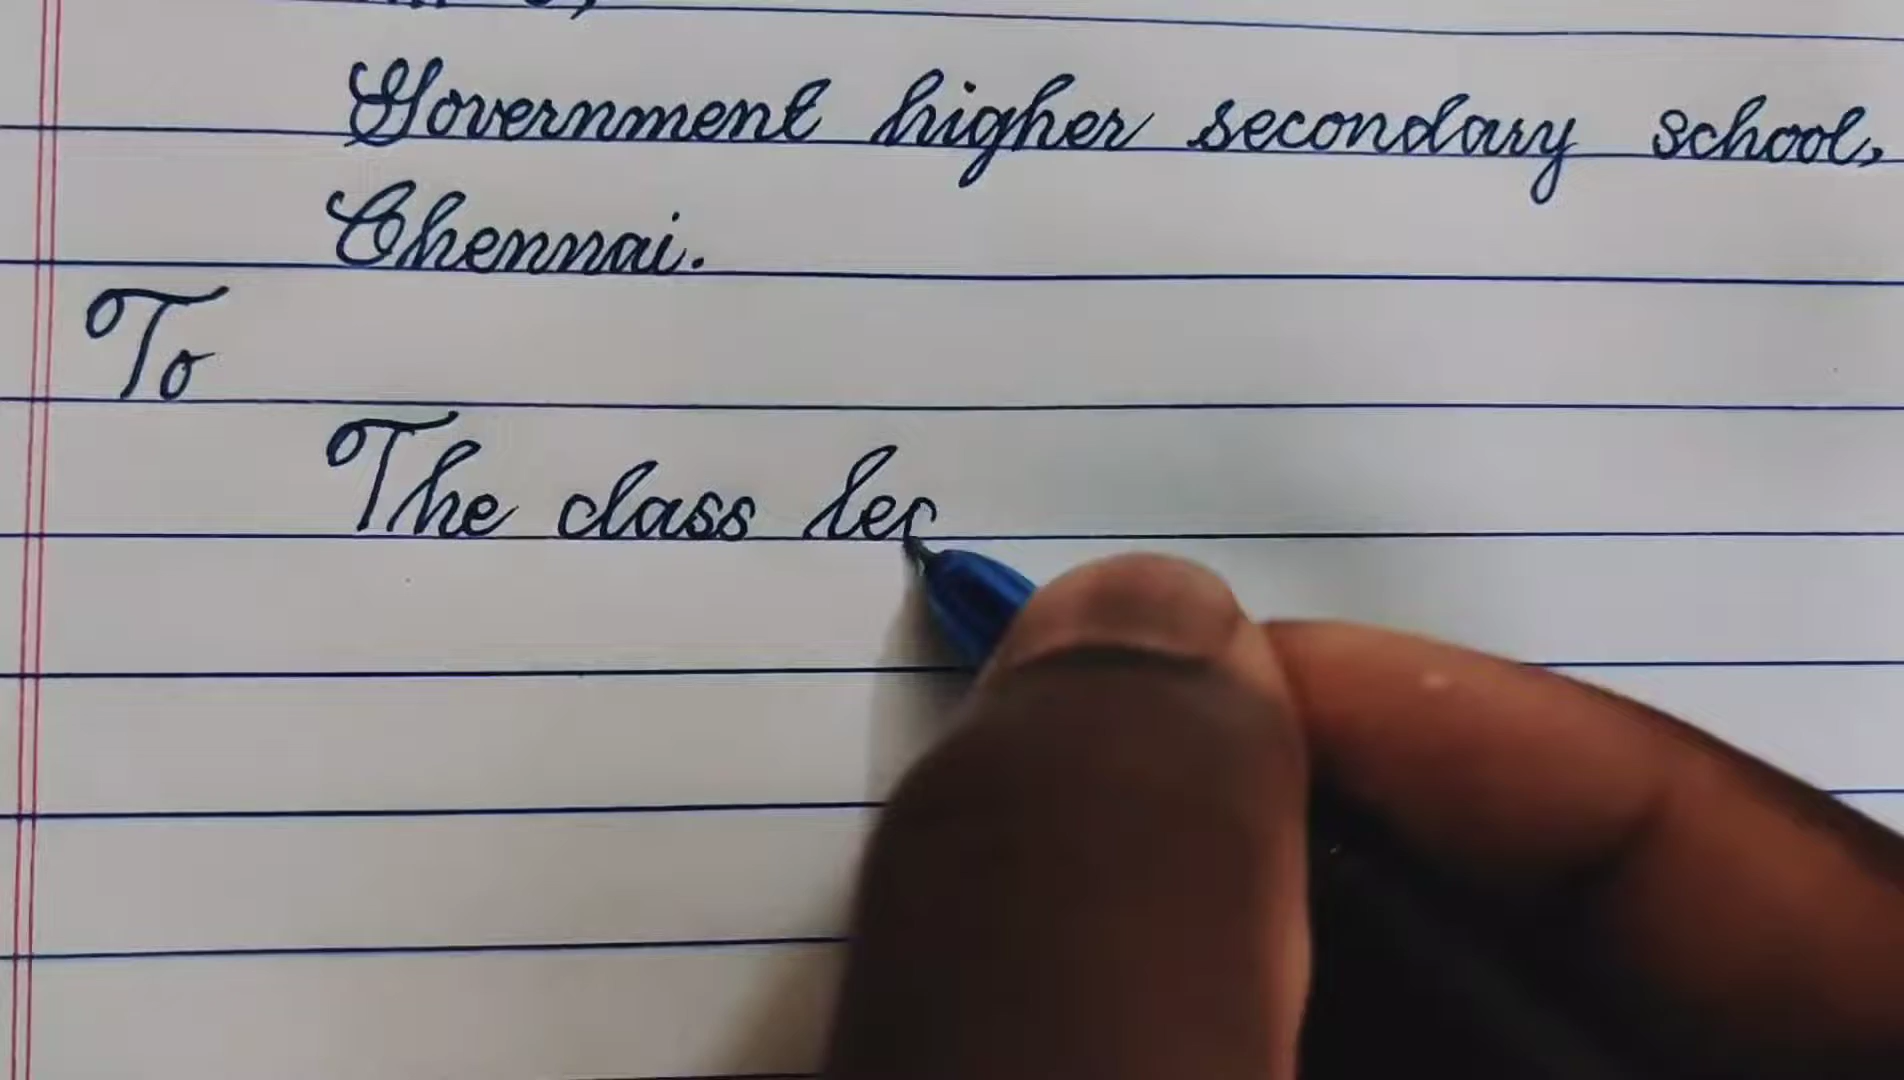 Government higher secondary school,
Chennai.
To
The class